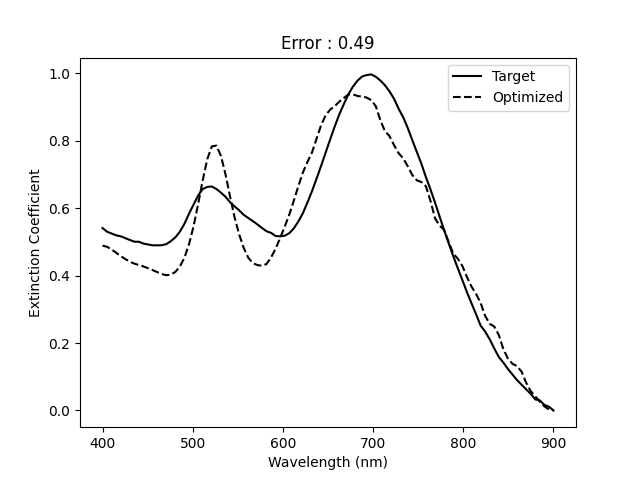 Error : 0.49
Target
Optimized
1.0
0.8
0.6
0.4
0.2
0.0
Extinction Coefficient
400 500 600 700 800 900
Wavelength (nm)